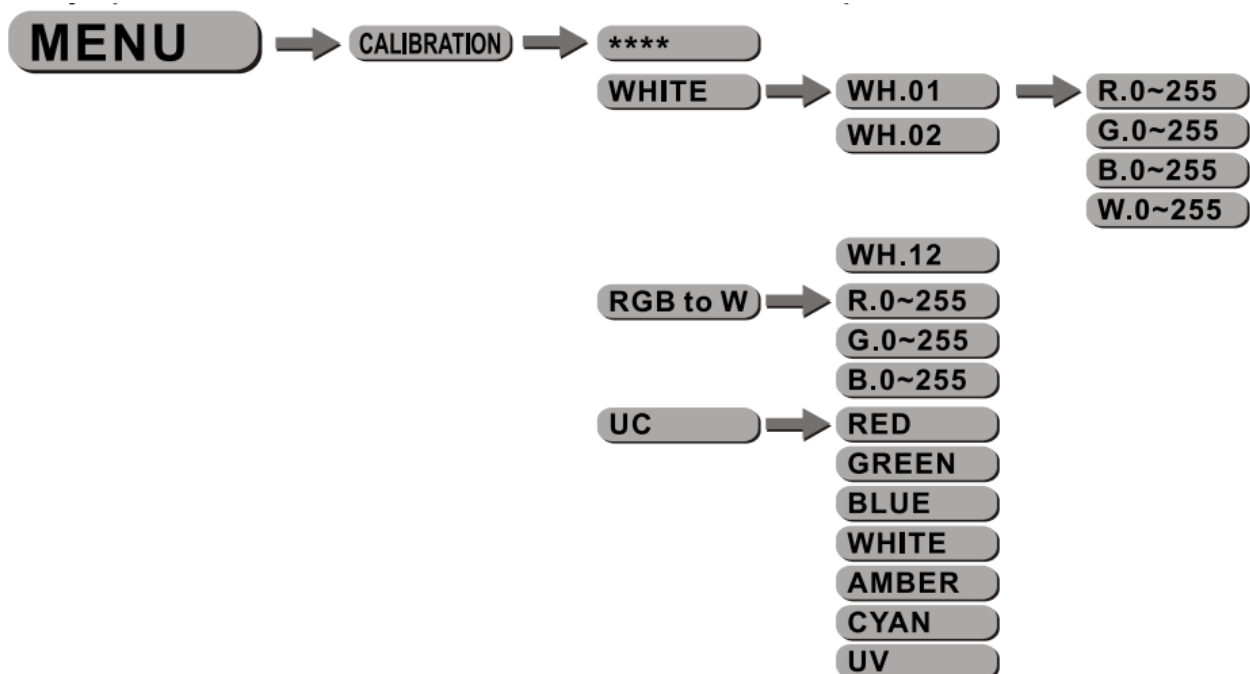 MENU CALIBRATION ****
WHITE WH.01 R.0~255
WH.02 G.0~255
B.0~255
W.0~255
WH.12
RGB to W R.0~255
G.0~255
B.0~255
UC RED
GREEN
BLUE
WHITE
AMBER
CYAN
UV